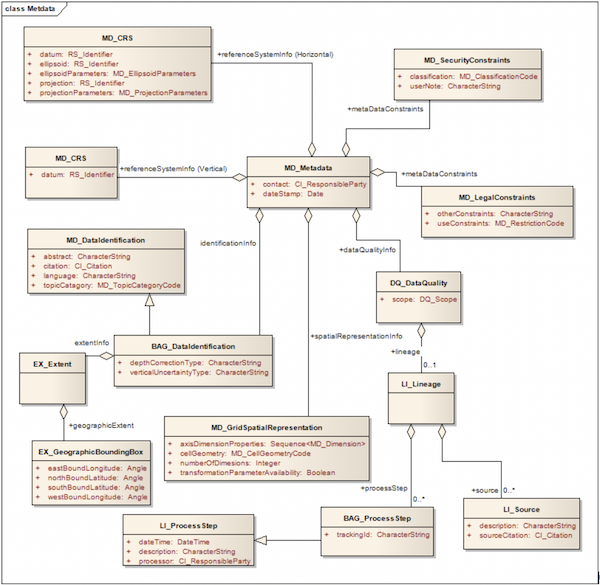 class Metdata
MD_CRS
+ datum: RS_Identifier
+ ellipsoid: RS_Identifier
+ ellipsoidParameters: MD_EllipsoidParameters
+ projection: RS_Identifier
+ projectionParameters: MD_ProjectionParameters
+referenceSystemInfo (Horizontal)
MD_SecurityConstraints
+ classification: MD_ClassificationCode
+ userNote: CharacterString
+metaDataConstraints
MD_CRS
+ datum: RS_Identifier
+referenceSystemInfo (Vertical)
MD_Metadata
+ contact: CI_ResponsibleParty
+ dateStamp: Date
+metaDataConstraints
MD_LegalConstraints
+ otherConstraints: CharacterString
+ useConstraints: MD_RestrictionCode
MD_DataIdentification
+ abstract: CharacterString
+ citation: CI_Citation
+ language: CharacterString
+ topicCatagory: MD_TopicCategoryCode
identificationInfo
+dataQualityInfo
DQ_DataQuality
+ scope: DQ_Scope
extentInfo
BAG_DataIdentification
+ depthCorrectionType: CharacterString
+ verticalUncertaintyType: CharacterString
+spatialRepresentationInfo
+lineage
0..1
EX_Extent
LI_Lineage
+geographicExtent
EX_GeographicBoundingBox
+ eastBoundLongitude: Angle
+ northBoundLatitude: Angle
+ southBoundLatitude: Angle
+ westBoundLongitude: Angle
MD_GridSpatialRepresentation
+ axisDimensionProperties: Sequence<MD_Dimension>
+ cellGeometry: MD_CellGeometryCode
+ numberOfDimesions: Integer
+ transformationParameterAvailability: Boolean
+processStep
0..*
+source
0..*
LI_ProcessStep
+ dateTime: DateTime
+ description: CharacterString
+ processor: CI_ResponsibleParty
BAG_ProcessStep
+ trackingId: CharacterString
LI_Source
+ description: CharacterString
+ sourceCitation: CI_Citation